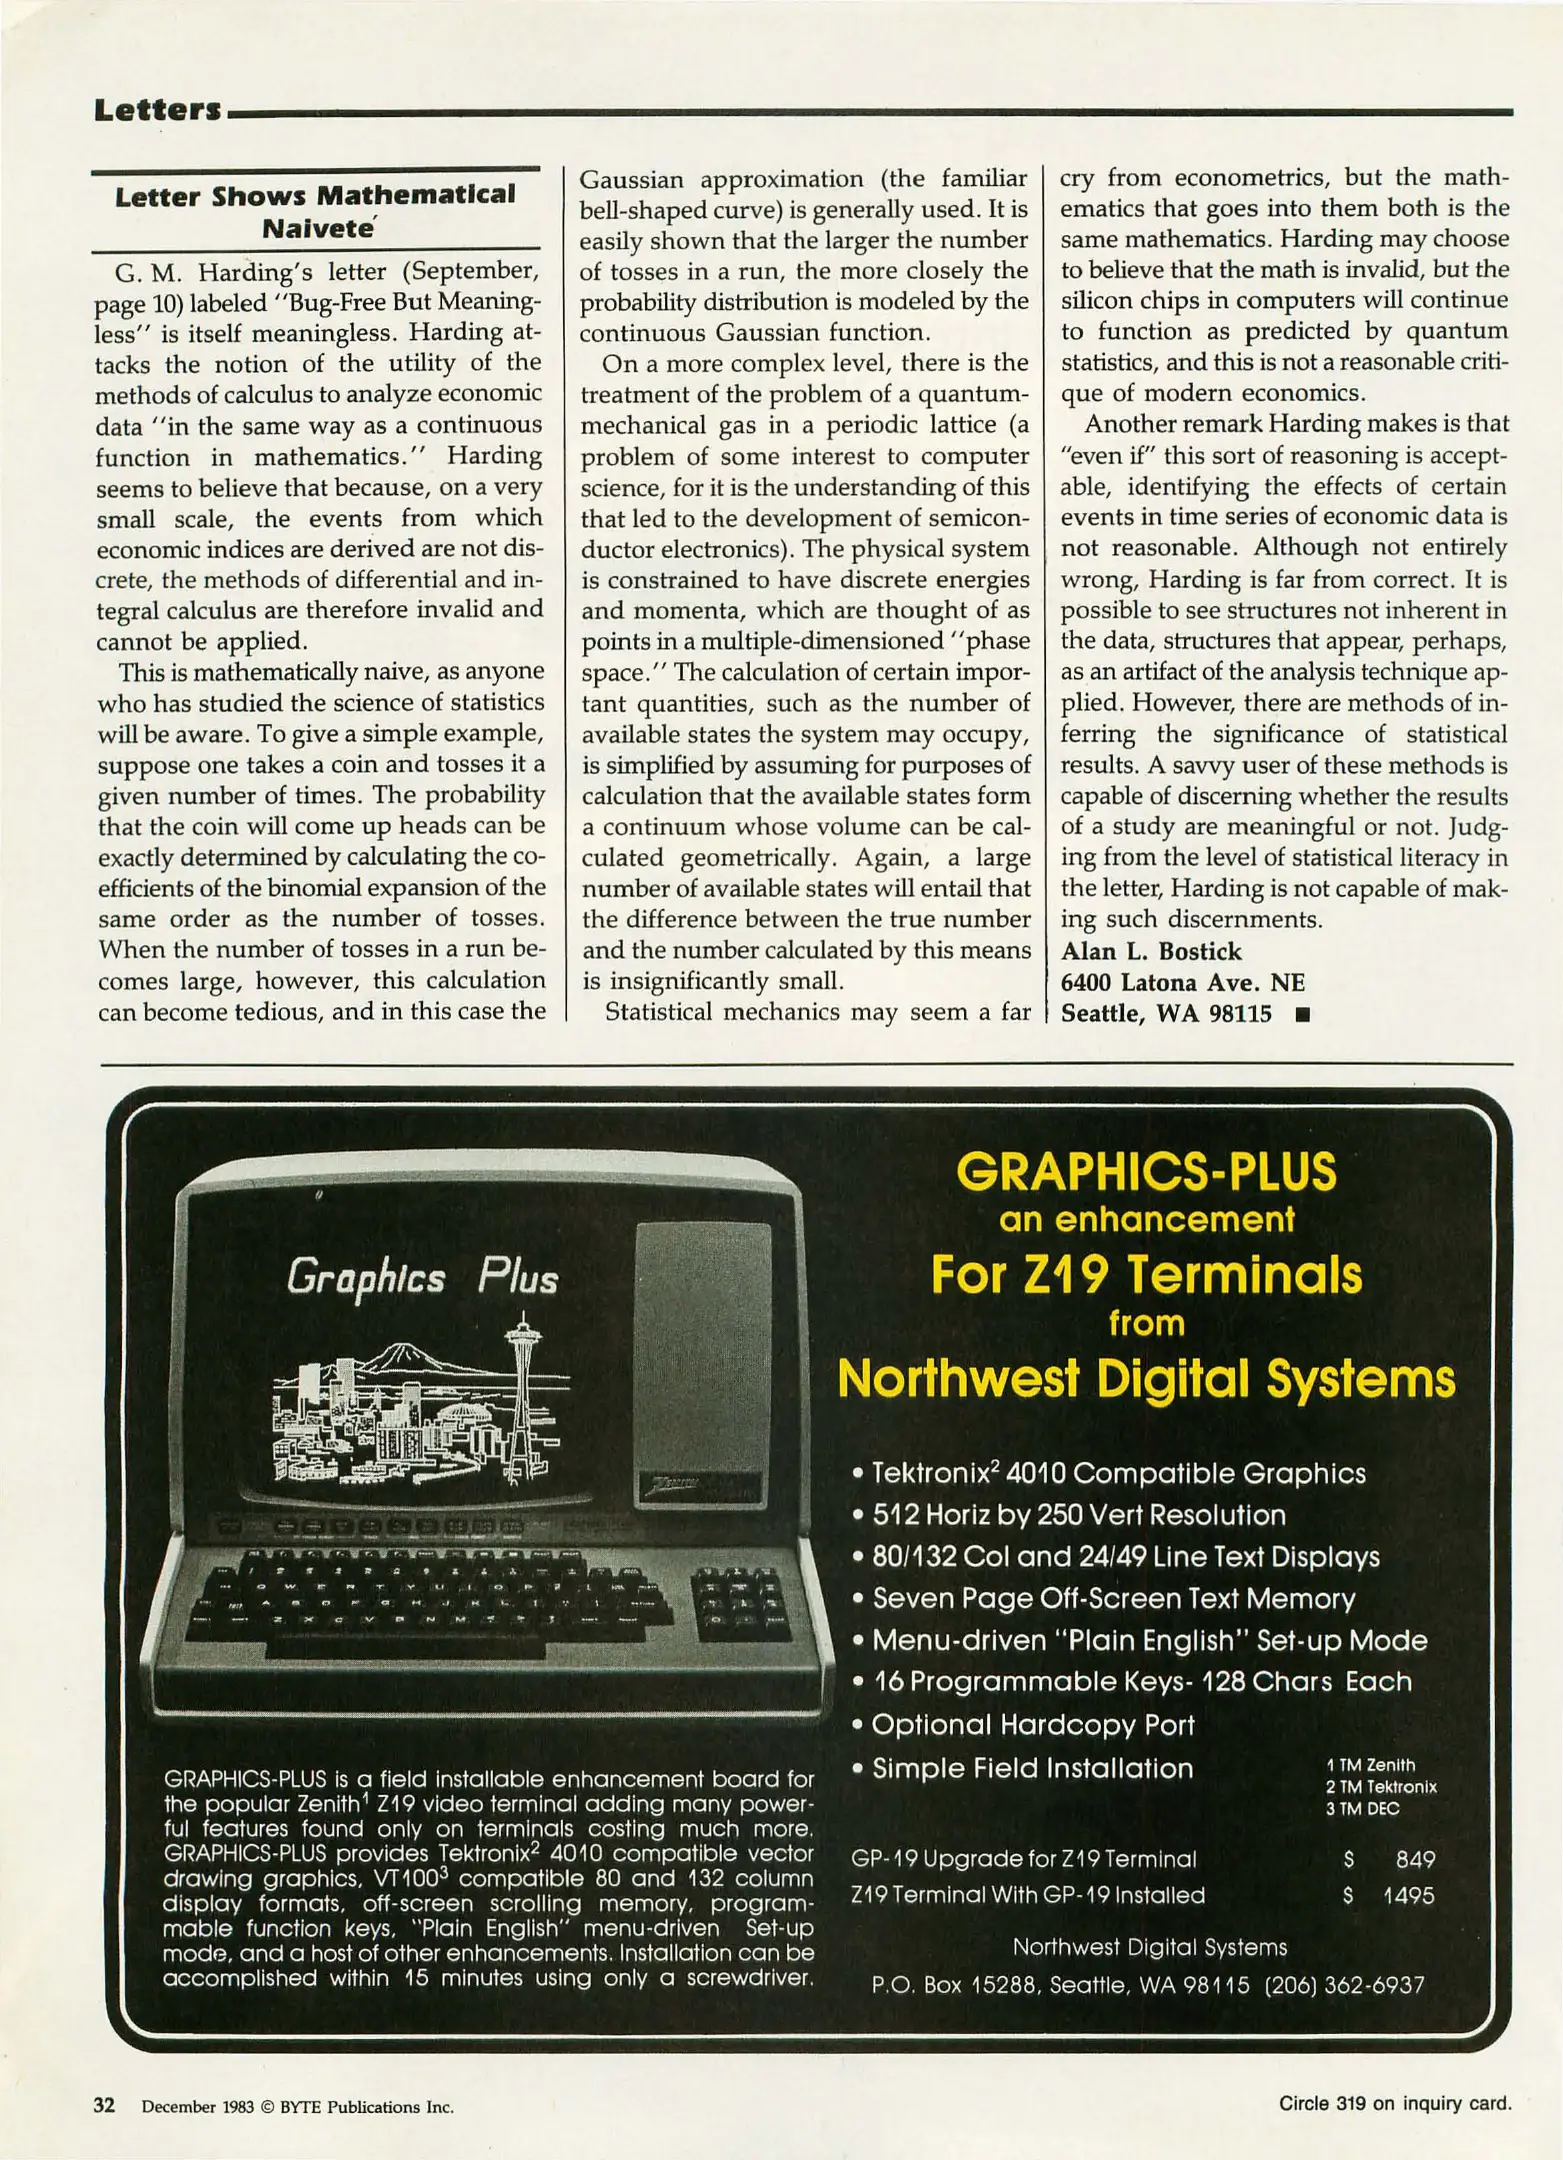 Letters
Letter Shows Mathematical
Naiveté
G. M. Harding's letter (September,
page 10) labeled "Bug-Free But Meaning-
less" is itself meaningless. Harding at-
tacks the notion of the utility of the
methods of calculus to analyze economic
data "in the same way as a continuous
function in mathematics." Harding
seems to believe that because, on a very
small scale, the events from which
economic indices are derived are not dis-
crete, the methods of differential and in-
tegral calculus are therefore invalid and
cannot be applied.
This is mathematically naive, as anyone
who has studied the science of statistics
will be aware. To give a simple example,
suppose one takes a coin and tosses it a
given number of times. The probability
that the coin will come up heads can be
exactly determined by calculating the co-
efficients of the binomial expansion of the
same order as the number of tosses.
When the number of tosses in a run be-
comes large, however, this calculation
can become tedious, and in this case the
Gaussian approximation (the familiar
bell-shaped curve) is generally used. It is
easily shown that the larger the number
of tosses in a run, the more closely the
probability distribution is modeled by the
continuous Gaussian function.
On a more complex level, there is the
treatment of the problem of a quantum-
mechanical gas in a periodic lattice (a
problem of some interest to computer
science, for it is the understanding of this
that led to the development of semicon-
ductor electronics). The physical system
is constrained to have discrete energies
and momenta, which are thought of as
points in a multiple-dimensioned "phase
space." The calculation of certain impor-
tant quantities, such as the number of
available states the system may occupy,
is simplified by assuming for purposes of
calculation that the available states form
a continuum whose volume can be cal-
culated geometrically. Again, a large
number of available states will entail that
the difference between the true number
and the number calculated by this means
is insignificantly small.
Statistical mechanics may seem a far
cry from econometrics, but the math-
ematics that goes into them both is the
same mathematics. Harding may choose
to believe that the math is invalid, but the
silicon chips in computers will continue
to function as predicted by quantum
statistics, and this is not a reasonable criti-
que of modern economics.
Another remark Harding makes is that
"even if" this sort of reasoning is accept-
able, identifying the effects of certain
events in time series of economic data is
not reasonable. Although not entirely
wrong, Harding is far from correct. It is
possible to see structures not inherent in
the data, structures that appear, perhaps,
as an artifact of the analysis technique ap-
plied. However, there are methods of in-
ferring the significance of statistical
results. A savvy user of these methods is
capable of discerning whether the results
of a study are meaningful or not. Judg-
ing from the level of statistical literacy in
the letter, Harding is not capable of mak-
ing such discernments.
Alan L. Bostick
6400 Latona Ave. NE
Seattle, WA 98115 ■
Graphics Plus
ZENITH
GRAPHICS-PLUS is a field installable enhancement board for
the popular Zenith¹ Z19 video terminal adding many power-
ful features found only on terminals costing much more.
GRAPHICS-PLUS provides Tektronix² 4010 compatible vector
drawing graphics, VT100³ compatible 80 and 132 column
display formats, off-screen scrolling memory, program-
mable function keys, "Plain English" menu-driven Set-up
mode, and a host of other enhancements. Installation can be
accomplished within 15 minutes using only a screwdriver.
GRAPHICS-PLUS
an enhancement
For Z19 Terminals
from
Northwest Digital Systems
• Tektronix² 4010 Compatible Graphics
• 512 Horiz by 250 Vert Resolution
• 80/132 Col and 24/49 Line Text Displays
• Seven Page Off-Screen Text Memory
• Menu-driven "Plain English" Set-up Mode
• 16 Programmable Keys- 128 Chars Each
• Optional Hardcopy Port
• Simple Field Installation
1 TM Zenith
2 TM Tektronix
3 TM DEC
GP-19 Upgrade for Z19 Terminal $ 849
Z19 Terminal With GP-19 Installed $ 1495
Northwest Digital Systems
P.O. Box 15288, Seattle, WA 98115 (206) 362-6937
32 December 1983 © BYTE Publications Inc.
Circle 319 on inquiry card.